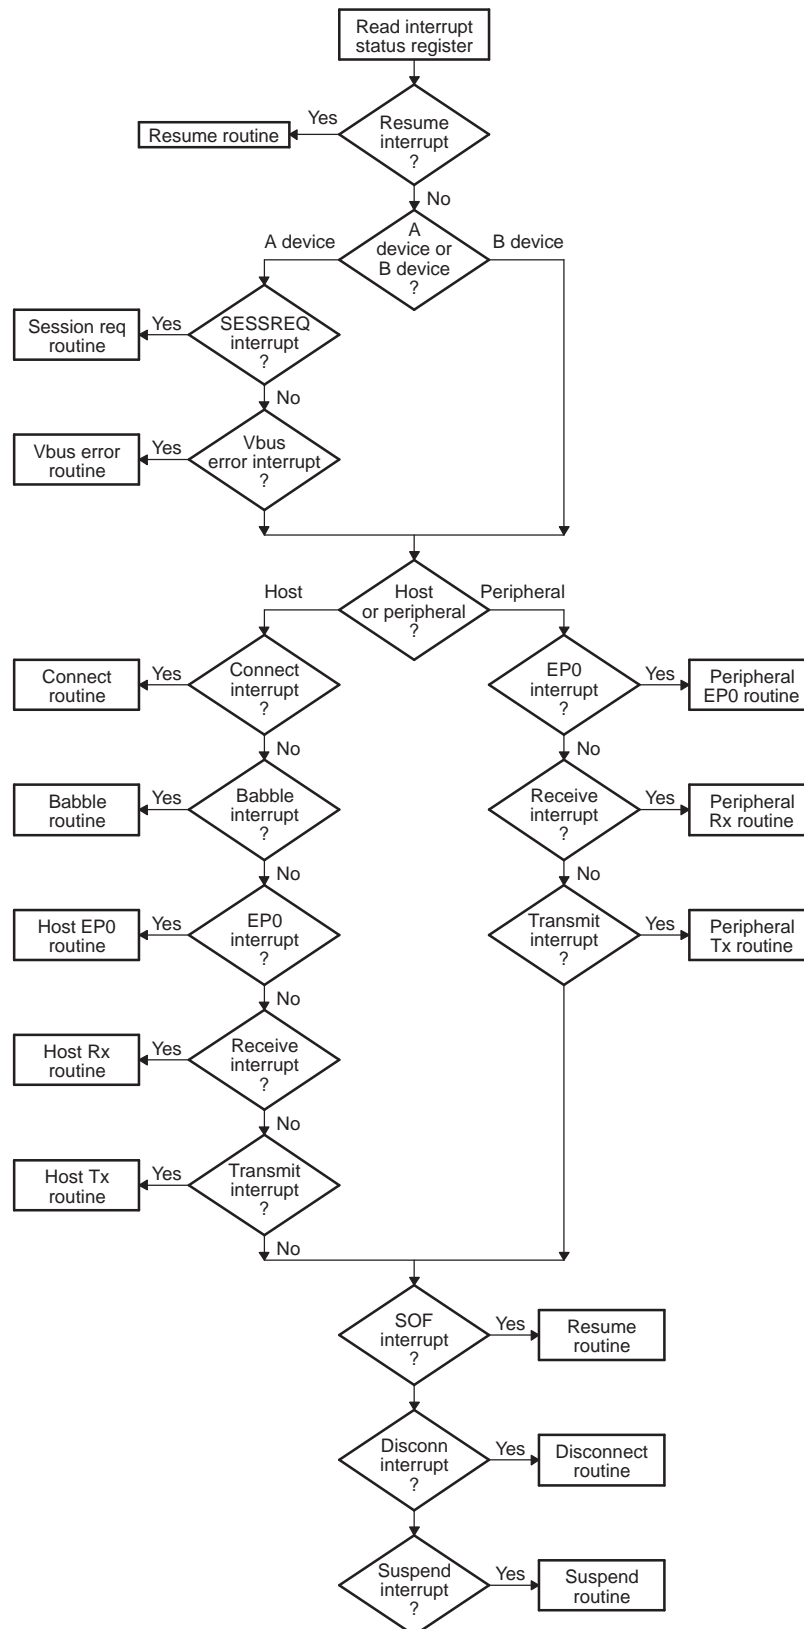 Read interrupt
status register
Yes
Resume routine
Resume
interrupt
?
No
A device
A
device or
B device
?
B device
Session req
routine
Yes
SESSREQ
interrupt
?
No
Vbus error
routine
Yes
Vbus
error interrupt
?
Host
Host
or peripheral
?
Peripheral
Connect
routine
Yes
Connect
interrupt
?
EP0
interrupt
?
Yes
Peripheral
EP0 routine
No
No
Babble
routine
Yes
Babble
interrupt
?
Receive
interrupt
?
Yes
Peripheral
Rx routine
No
No
Host EP0
routine
Yes
EP0
interrupt
?
Transmit
interrupt
?
Yes
Peripheral
Tx routine
No
Host Rx
routine
Yes
Receive
interrupt
?
No
Host Tx
routine
Yes
Transmit
interrupt
?
No
SOF
interrupt
?
Yes
Resume
routine
Disconn
interrupt
?
Yes
Disconnect
routine
Suspend
interrupt
?
Yes
Suspend
routine